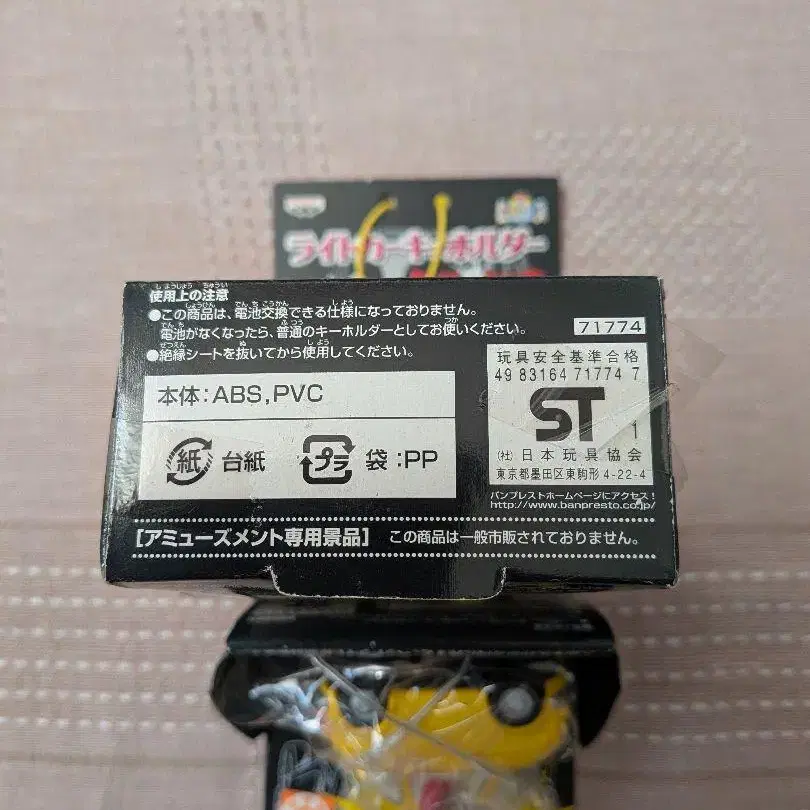 ライトカーキーホルダー
使用上の注意
●この商品は、電池交換できる仕様になっておりません。
電池がなくなったら、普通のキーホルダーとしてお使いください。
●絶縁シートを抜いてから使用してください。
71774
本体:ABS,PVC
紙 台紙 プラ 袋:PP
玩具安全基準合格
49 83164 71774 7
ST 1
(社)日本玩具協会
東京都墨田区東駒形 4-22-4
バンプレストホームページにアクセス!
http://www.banpresto.co.jp/
[アミューズメント専用景品] この商品は一般市販されておりません。